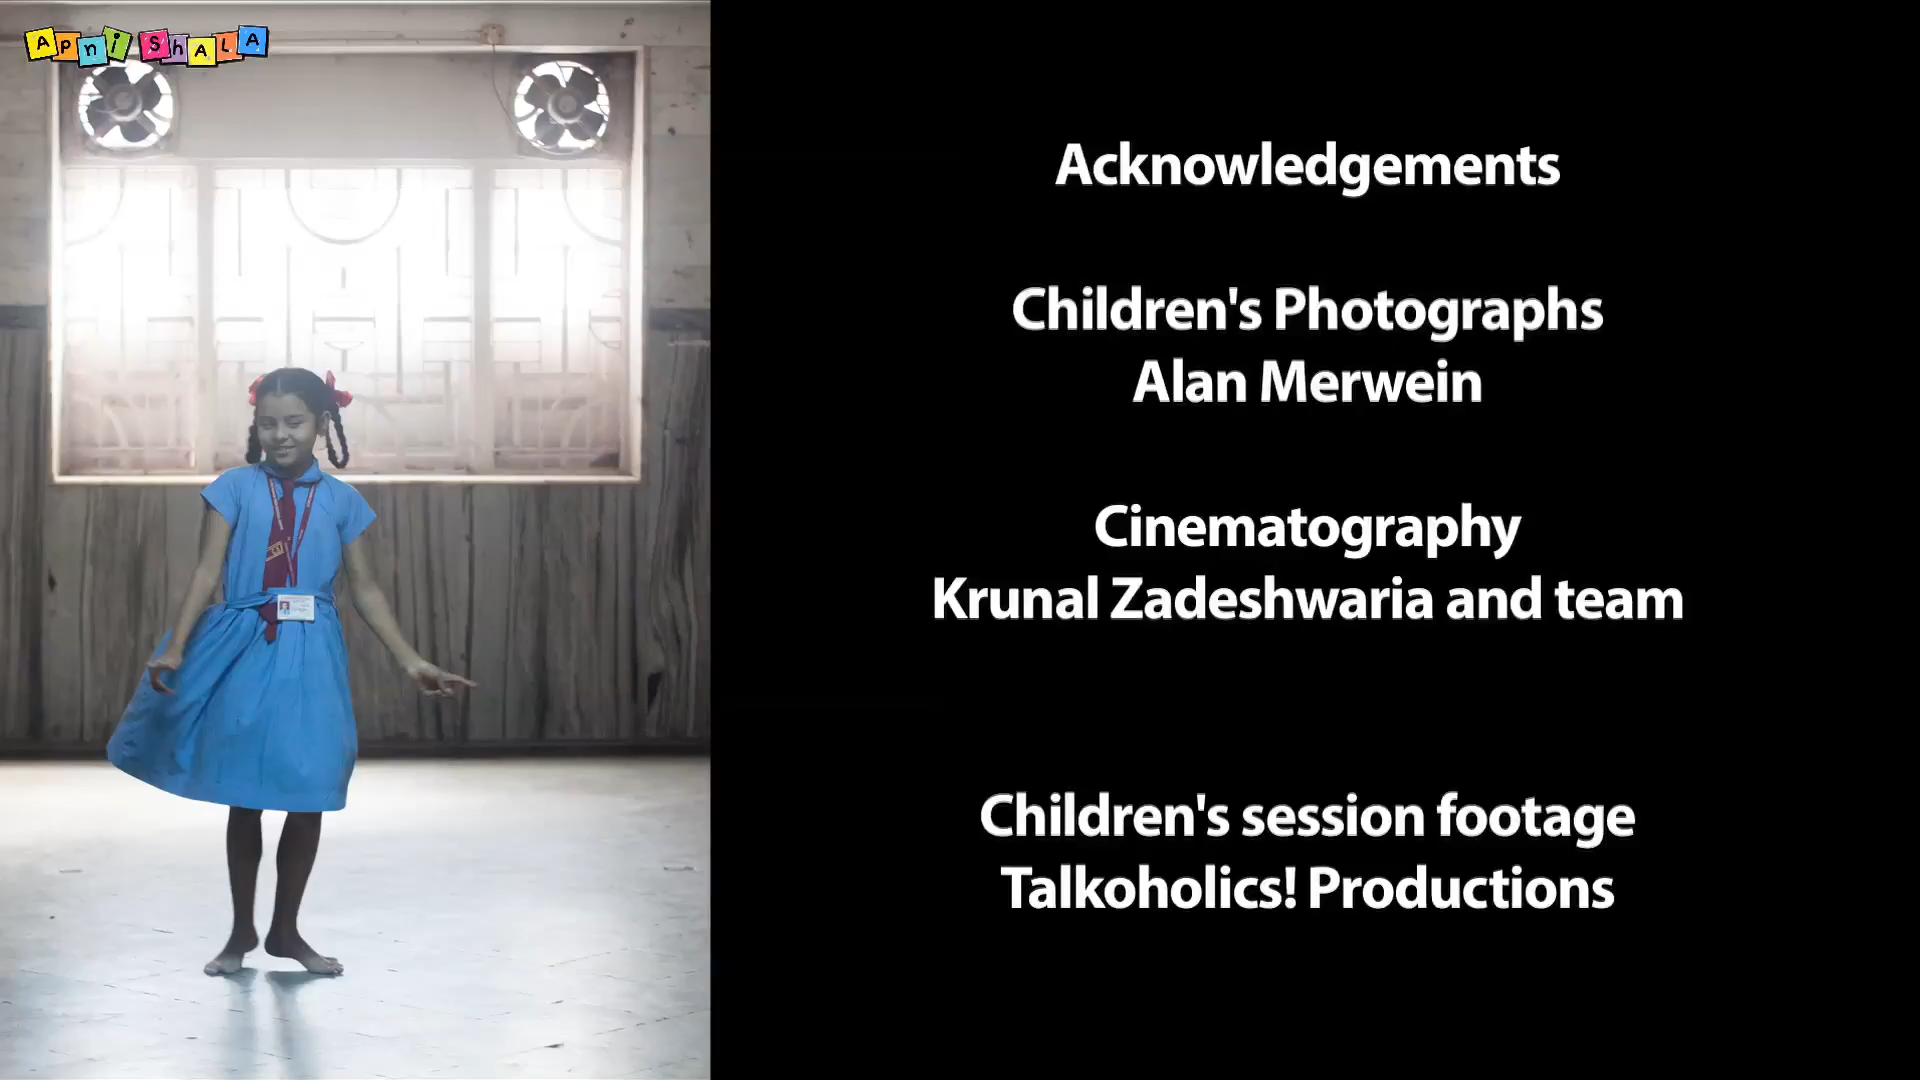 Apni ShALA
Acknowledgements
Children's Photographs
Alan Merwein
Cinematography
Krunal Zadeshwaria and team
Children's session footage
Talkoholics! Productions